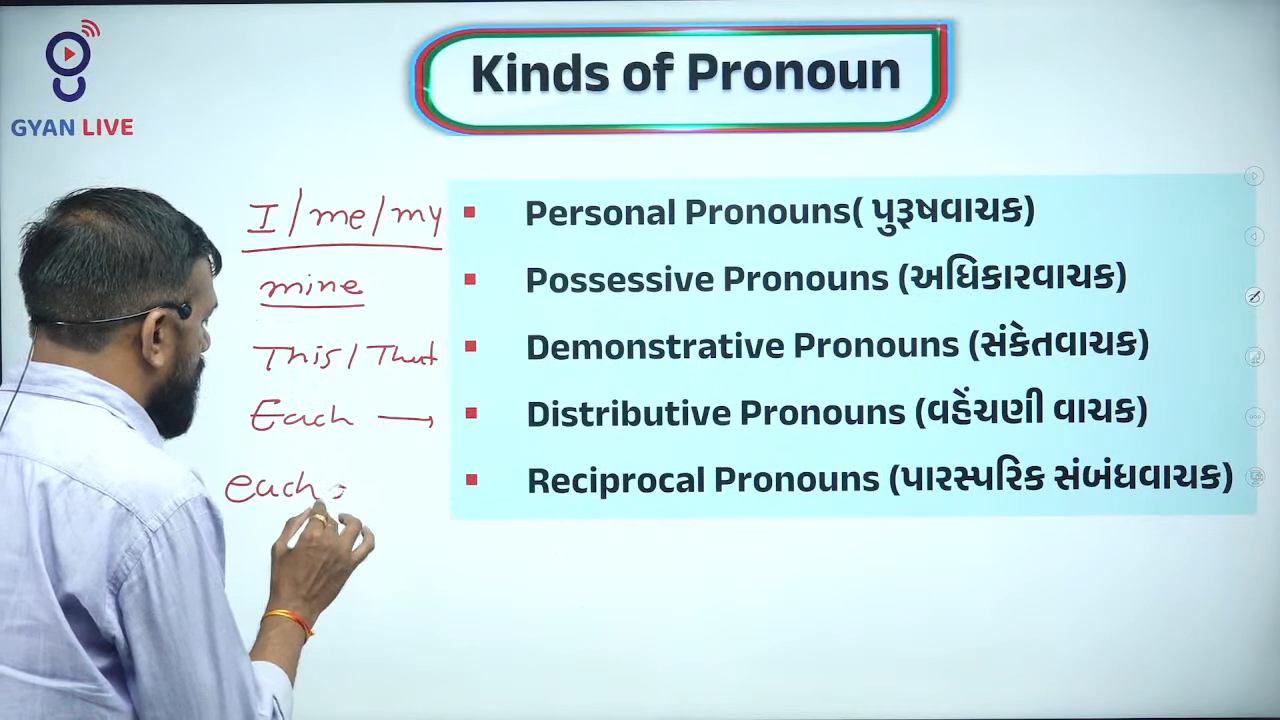 GYAN LIVE
Kinds of Pronoun
I/me/my ▪ Personal Pronouns( પુરૂષવાચક)
mine ▪ Possessive Pronouns (અધિકારવાચક)
This/That ▪ Demonstrative Pronouns (સંકેતવાચક)
Each → ▪ Distributive Pronouns (વહેંચણી વાચક)
each ▪ Reciprocal Pronouns (પારસ્પરિક સંબંધવાચક)